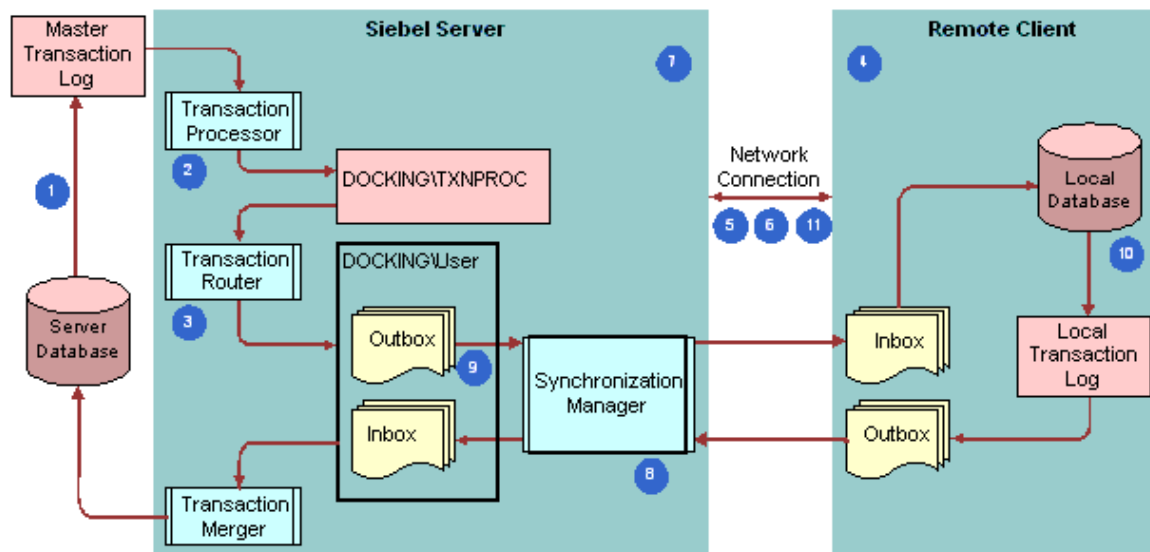 Master
Transaction
Log
Siebel Server
Remote Client
7
4
Transaction
Processor
2
DOCKING\TXNPROC
1
Network
Connection
5 6 11
Local
Database
10
Transaction
Router
3
DOCKING\User
Outbox
9
Server
Database
Synchronization
Manager
8
Inbox
Inbox
Local
Transaction
Log
Outbox
Transaction
Merger